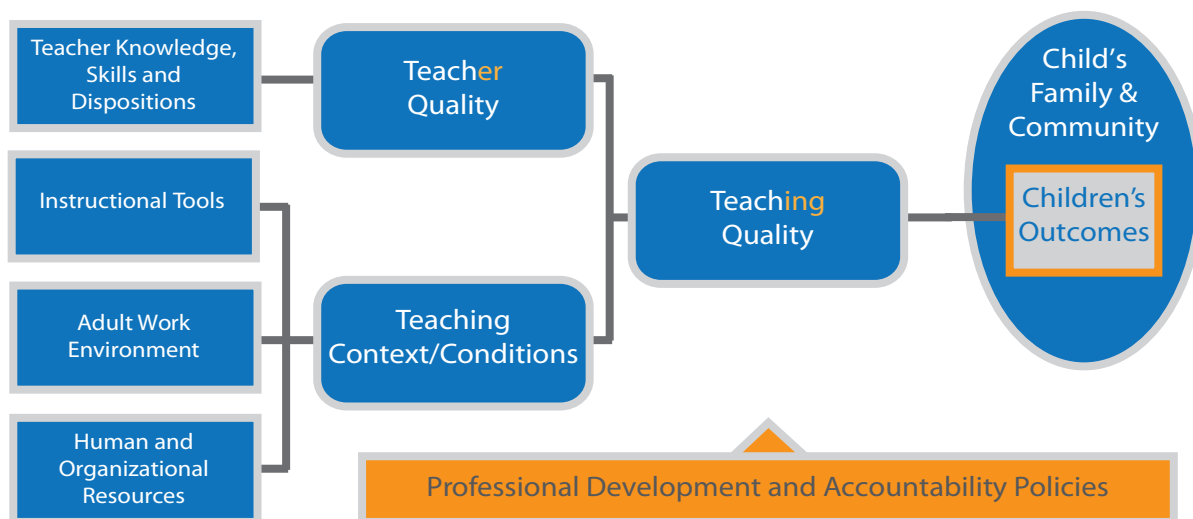 Teacher Knowledge,
Skills and
Dispositions
Teacher
Quality
Instructional Tools
Adult Work
Environment
Teaching
Context/Conditions
Human and
Organizational
Resources
Teaching
Quality
Child's
Family &
Community
Children's
Outcomes
Professional Development and Accountability Policies